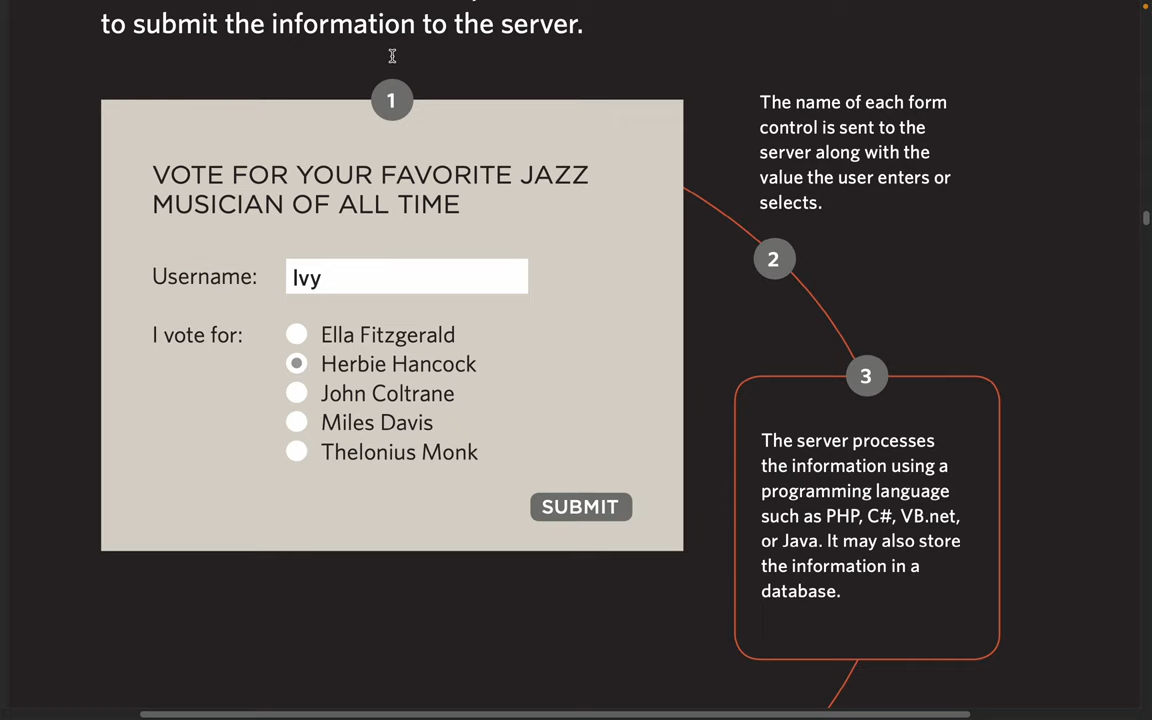 to submit the information to the server.
1
VOTE FOR YOUR FAVORITE JAZZ
MUSICIAN OF ALL TIME
Username: Ivy
I vote for: Ella Fitzgerald
Herbie Hancock
John Coltrane
Miles Davis
Thelonius Monk
SUBMIT
The name of each form
control is sent to the
server along with the
value the user enters or
selects.
2
3
The server processes
the information using a
programming language
such as PHP, C#, VB.net,
or Java. It may also store
the information in a
database.